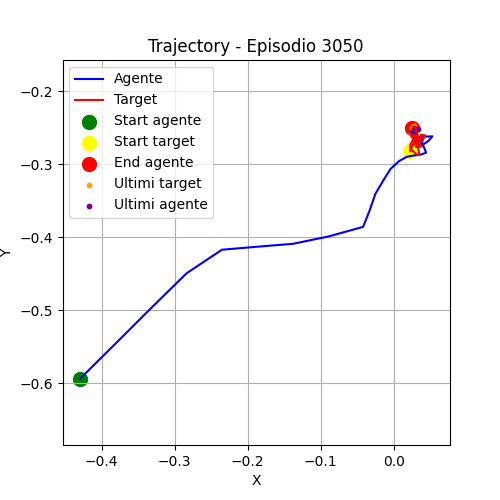 Trajectory - Episodio 3050
Agente
Target
Start agente
Start target
End agente
Ultimi target
Ultimi agente
−0.2
−0.3
−0.4
−0.5
−0.6
Y
−0.4
−0.3
−0.2
−0.1
0.0
X